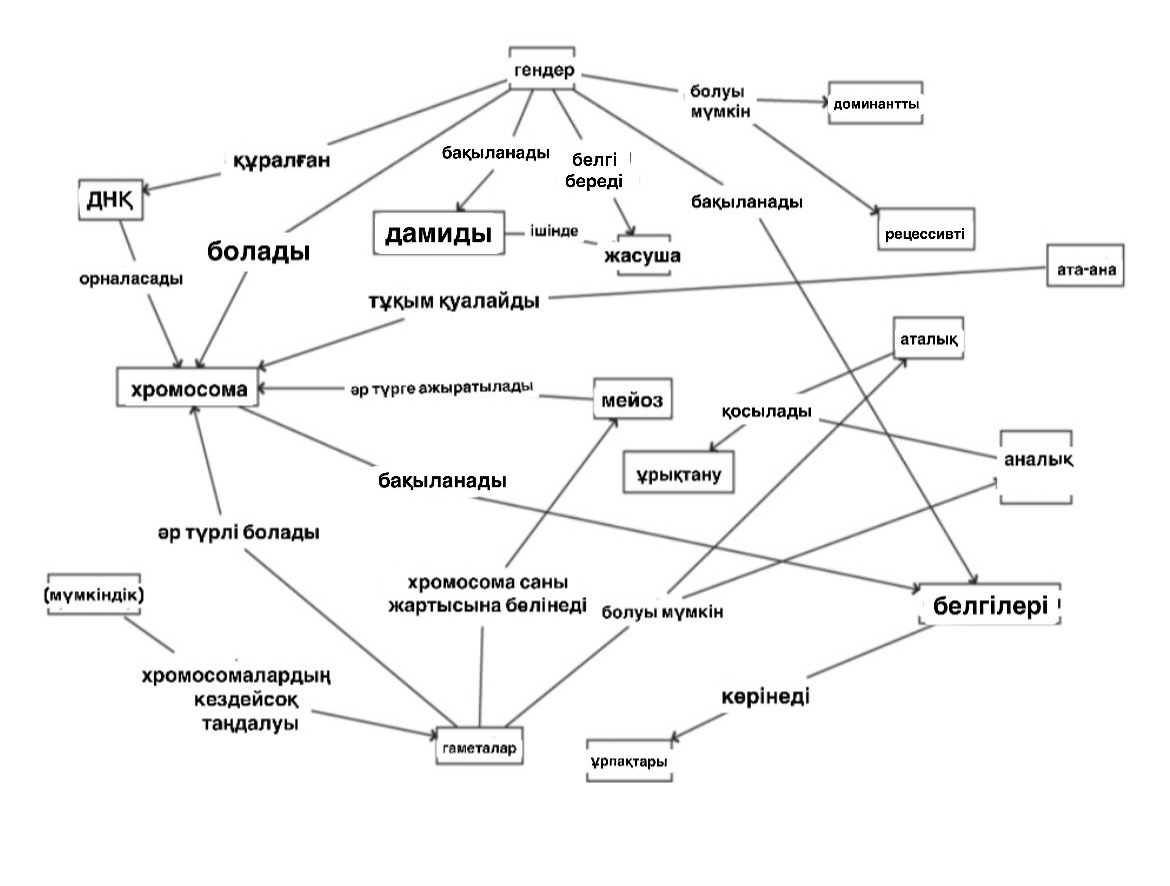 гендер
болуы
мүмкін
доминантты
құралған
бақыланады
белгі
береді
ДНҚ
бақыланады
болады
дамиды
ішінде
жасуша
рецессивті
орналасады
тұқым қуалайды
ата-ана
аталық
хромосома
әр түрге ажыратылады
мейоз
қосылады
бақыланады
ұрықтану
аналық
әр түрлі болады
хромосома саны
жартысына бөлінеді
болуы мүмкін
белгілері
(мүмкіндік)
хромосомалардың
кездейсоқ
таңдалуы
көрінеді
гаметалар
ұрпақтары